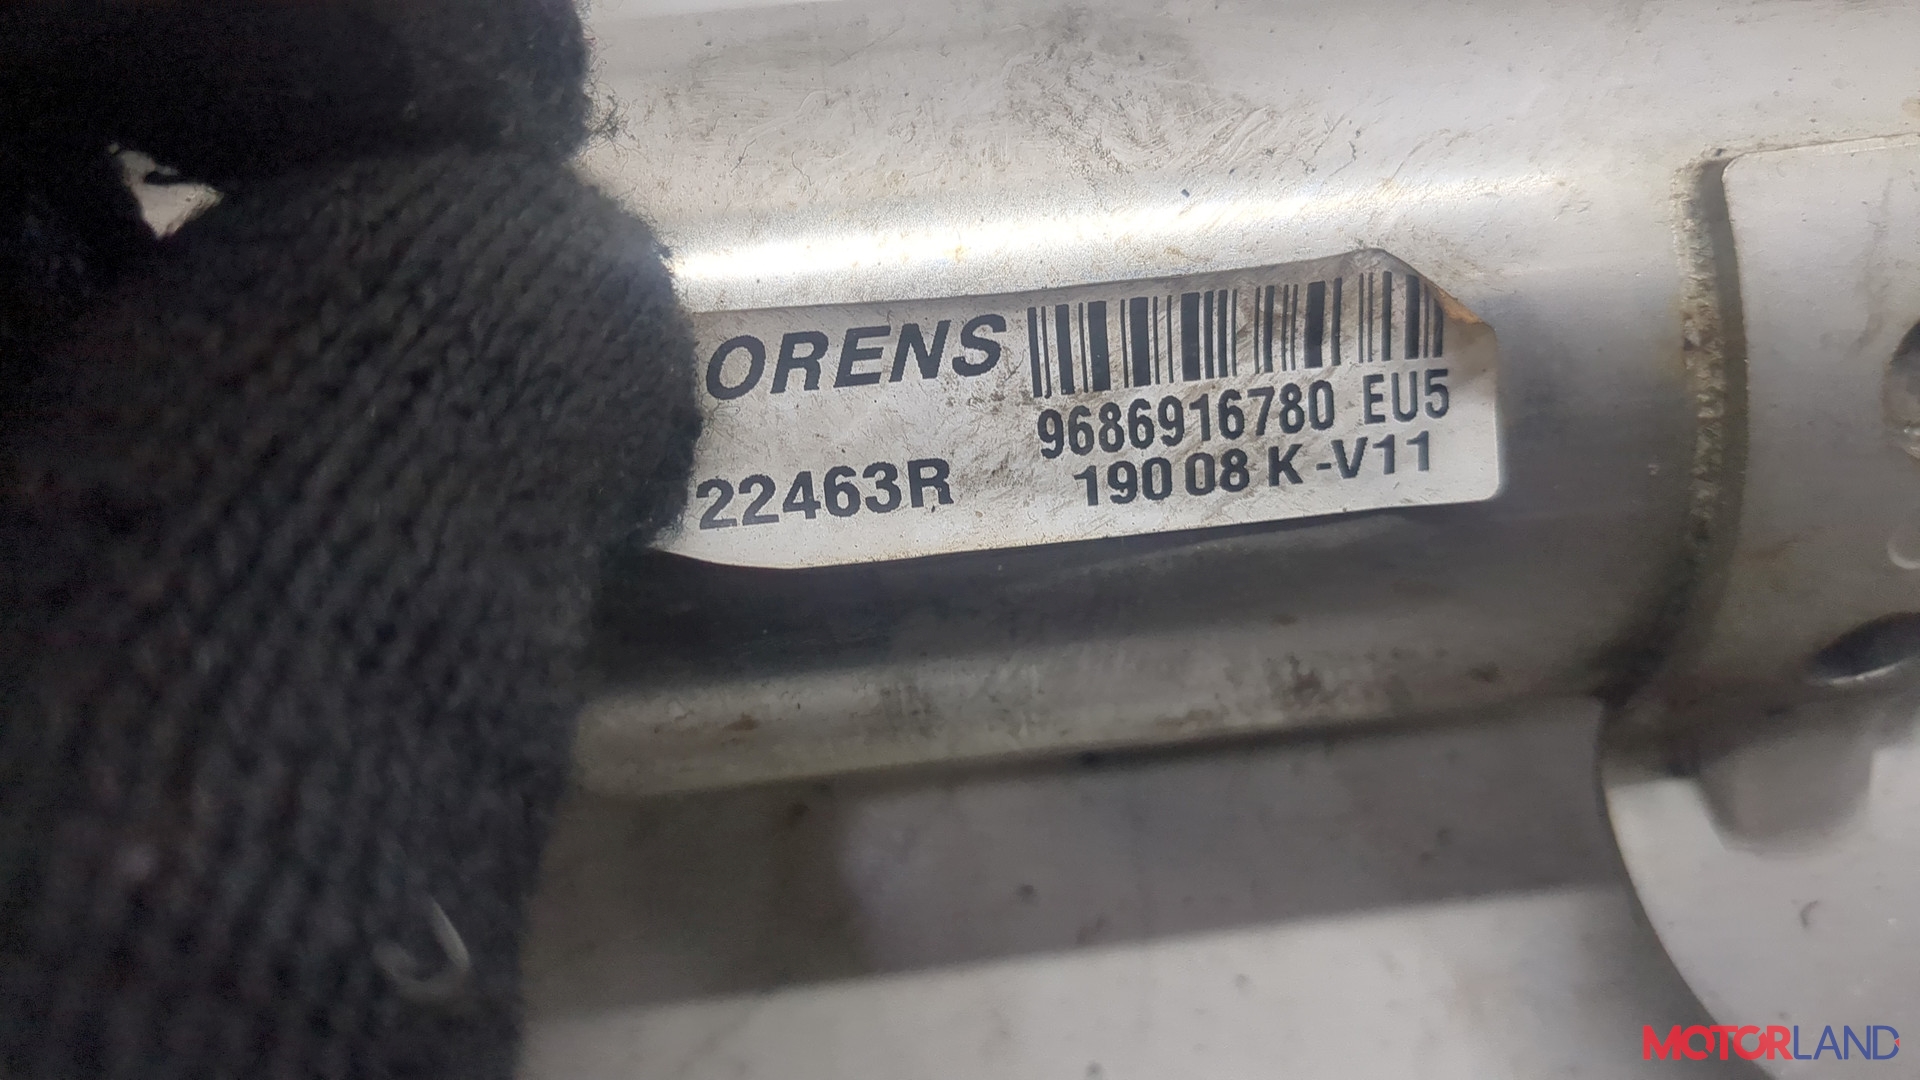 ORENS
9686916780 EU5
22463R
190 08 K -V11
MOTORLAND